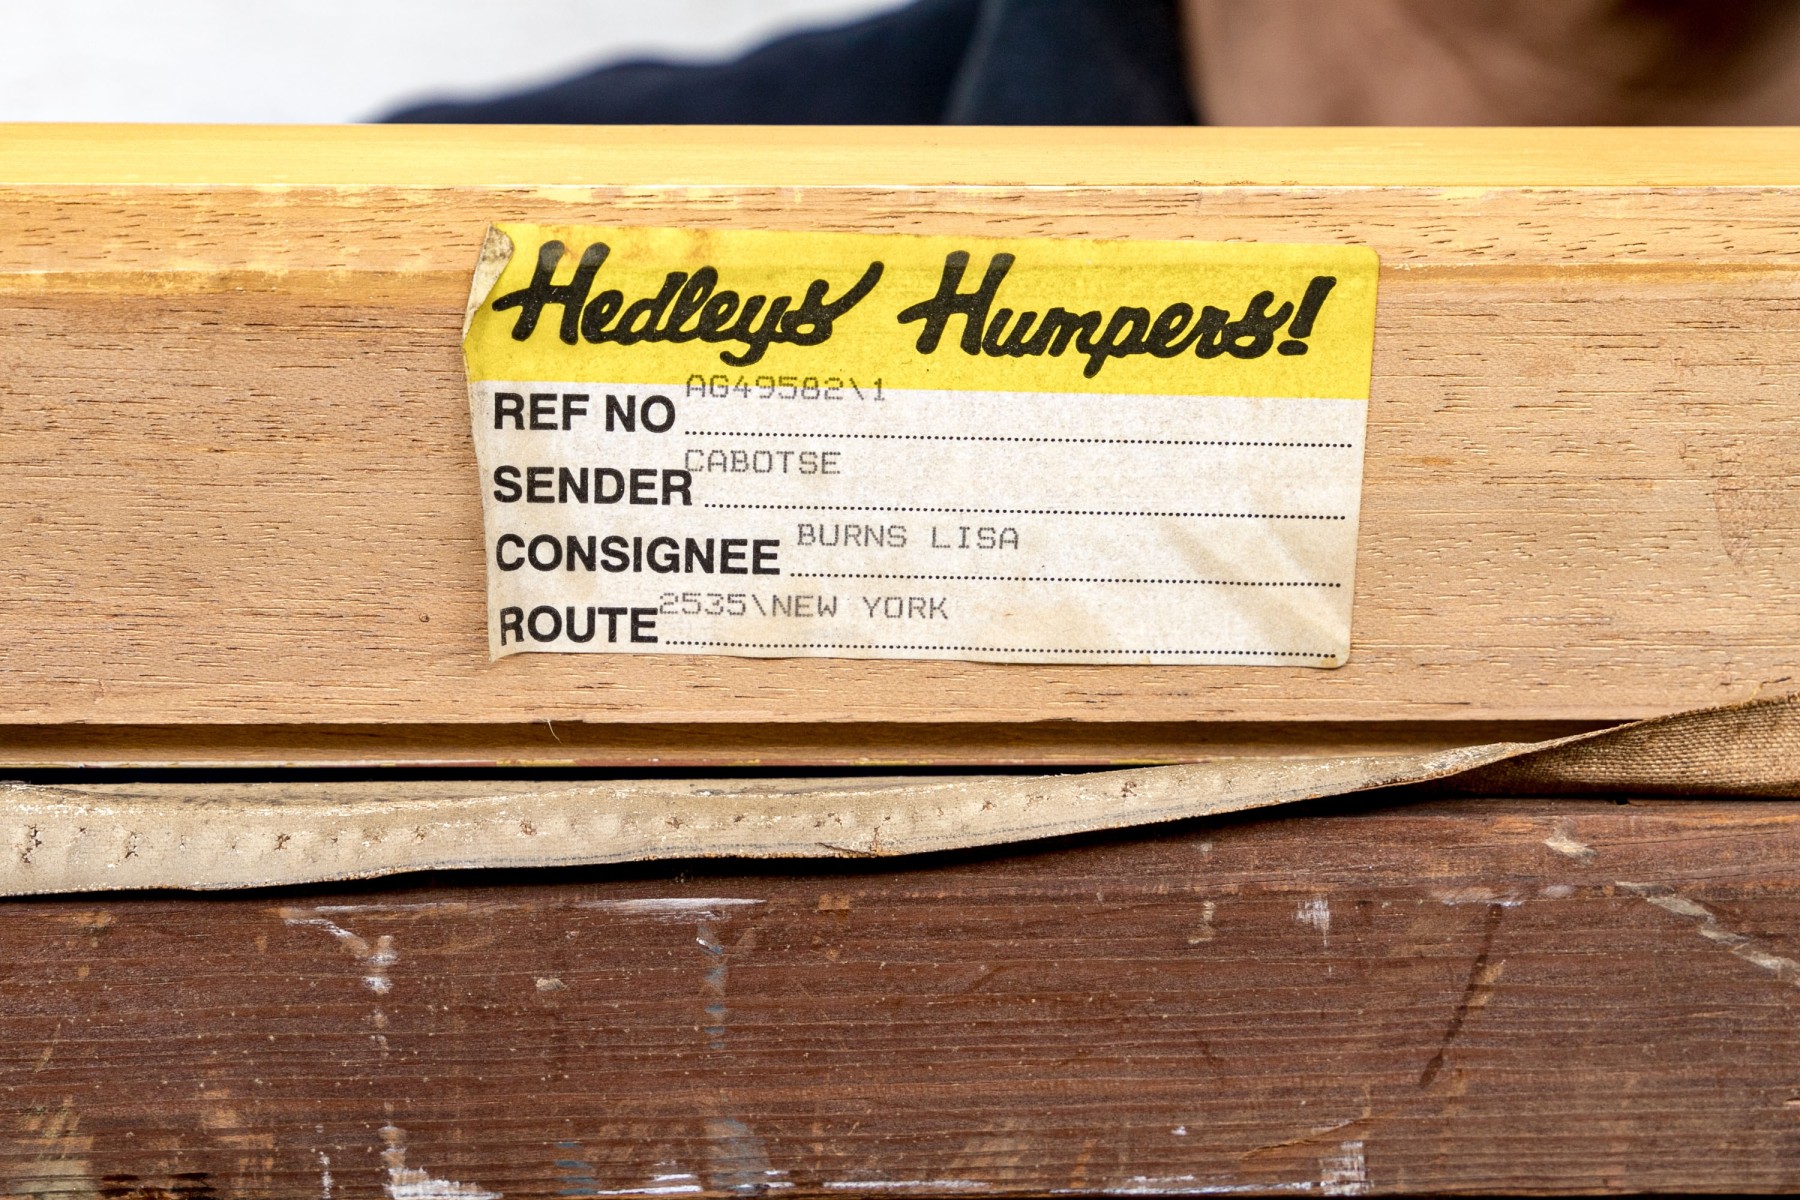 Hedleys Humpers!
REF NO AG49582\1
SENDER CABOTSE
CONSIGNEE BURNS LISA
ROUTE 2535\NEW YORK